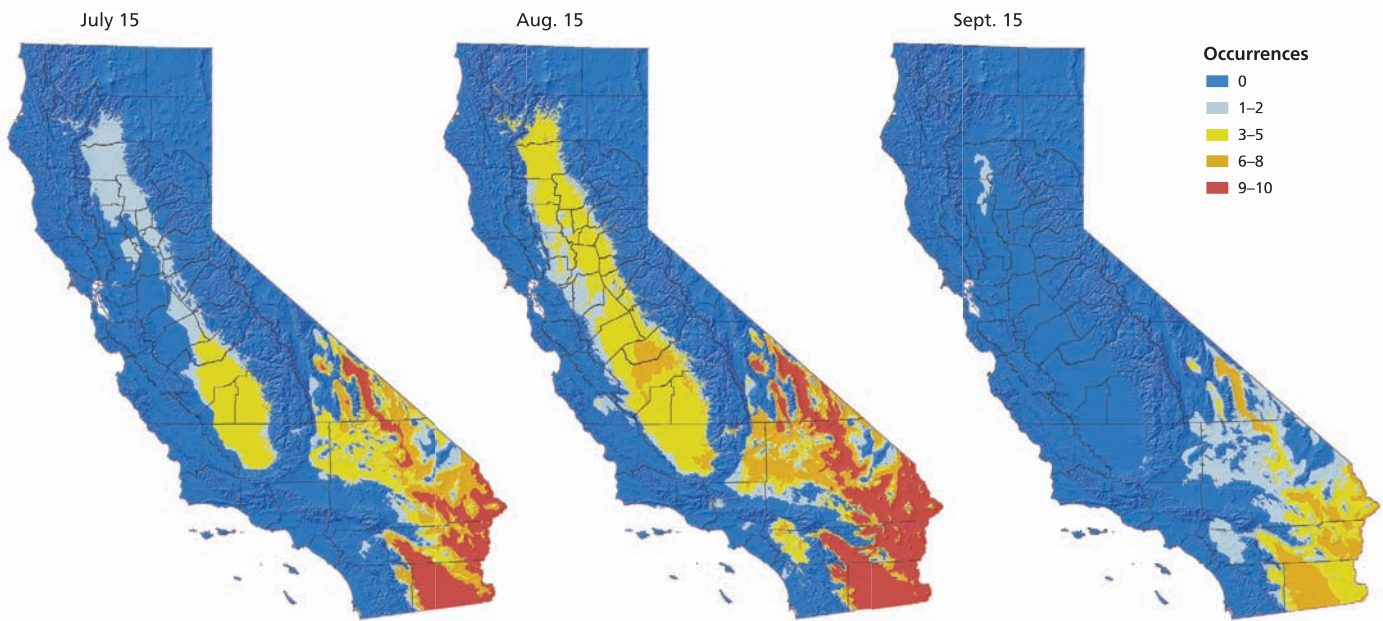 July 15
Aug. 15
Sept. 15
Occurrences
0
1–2
3–5
6–8
9–10